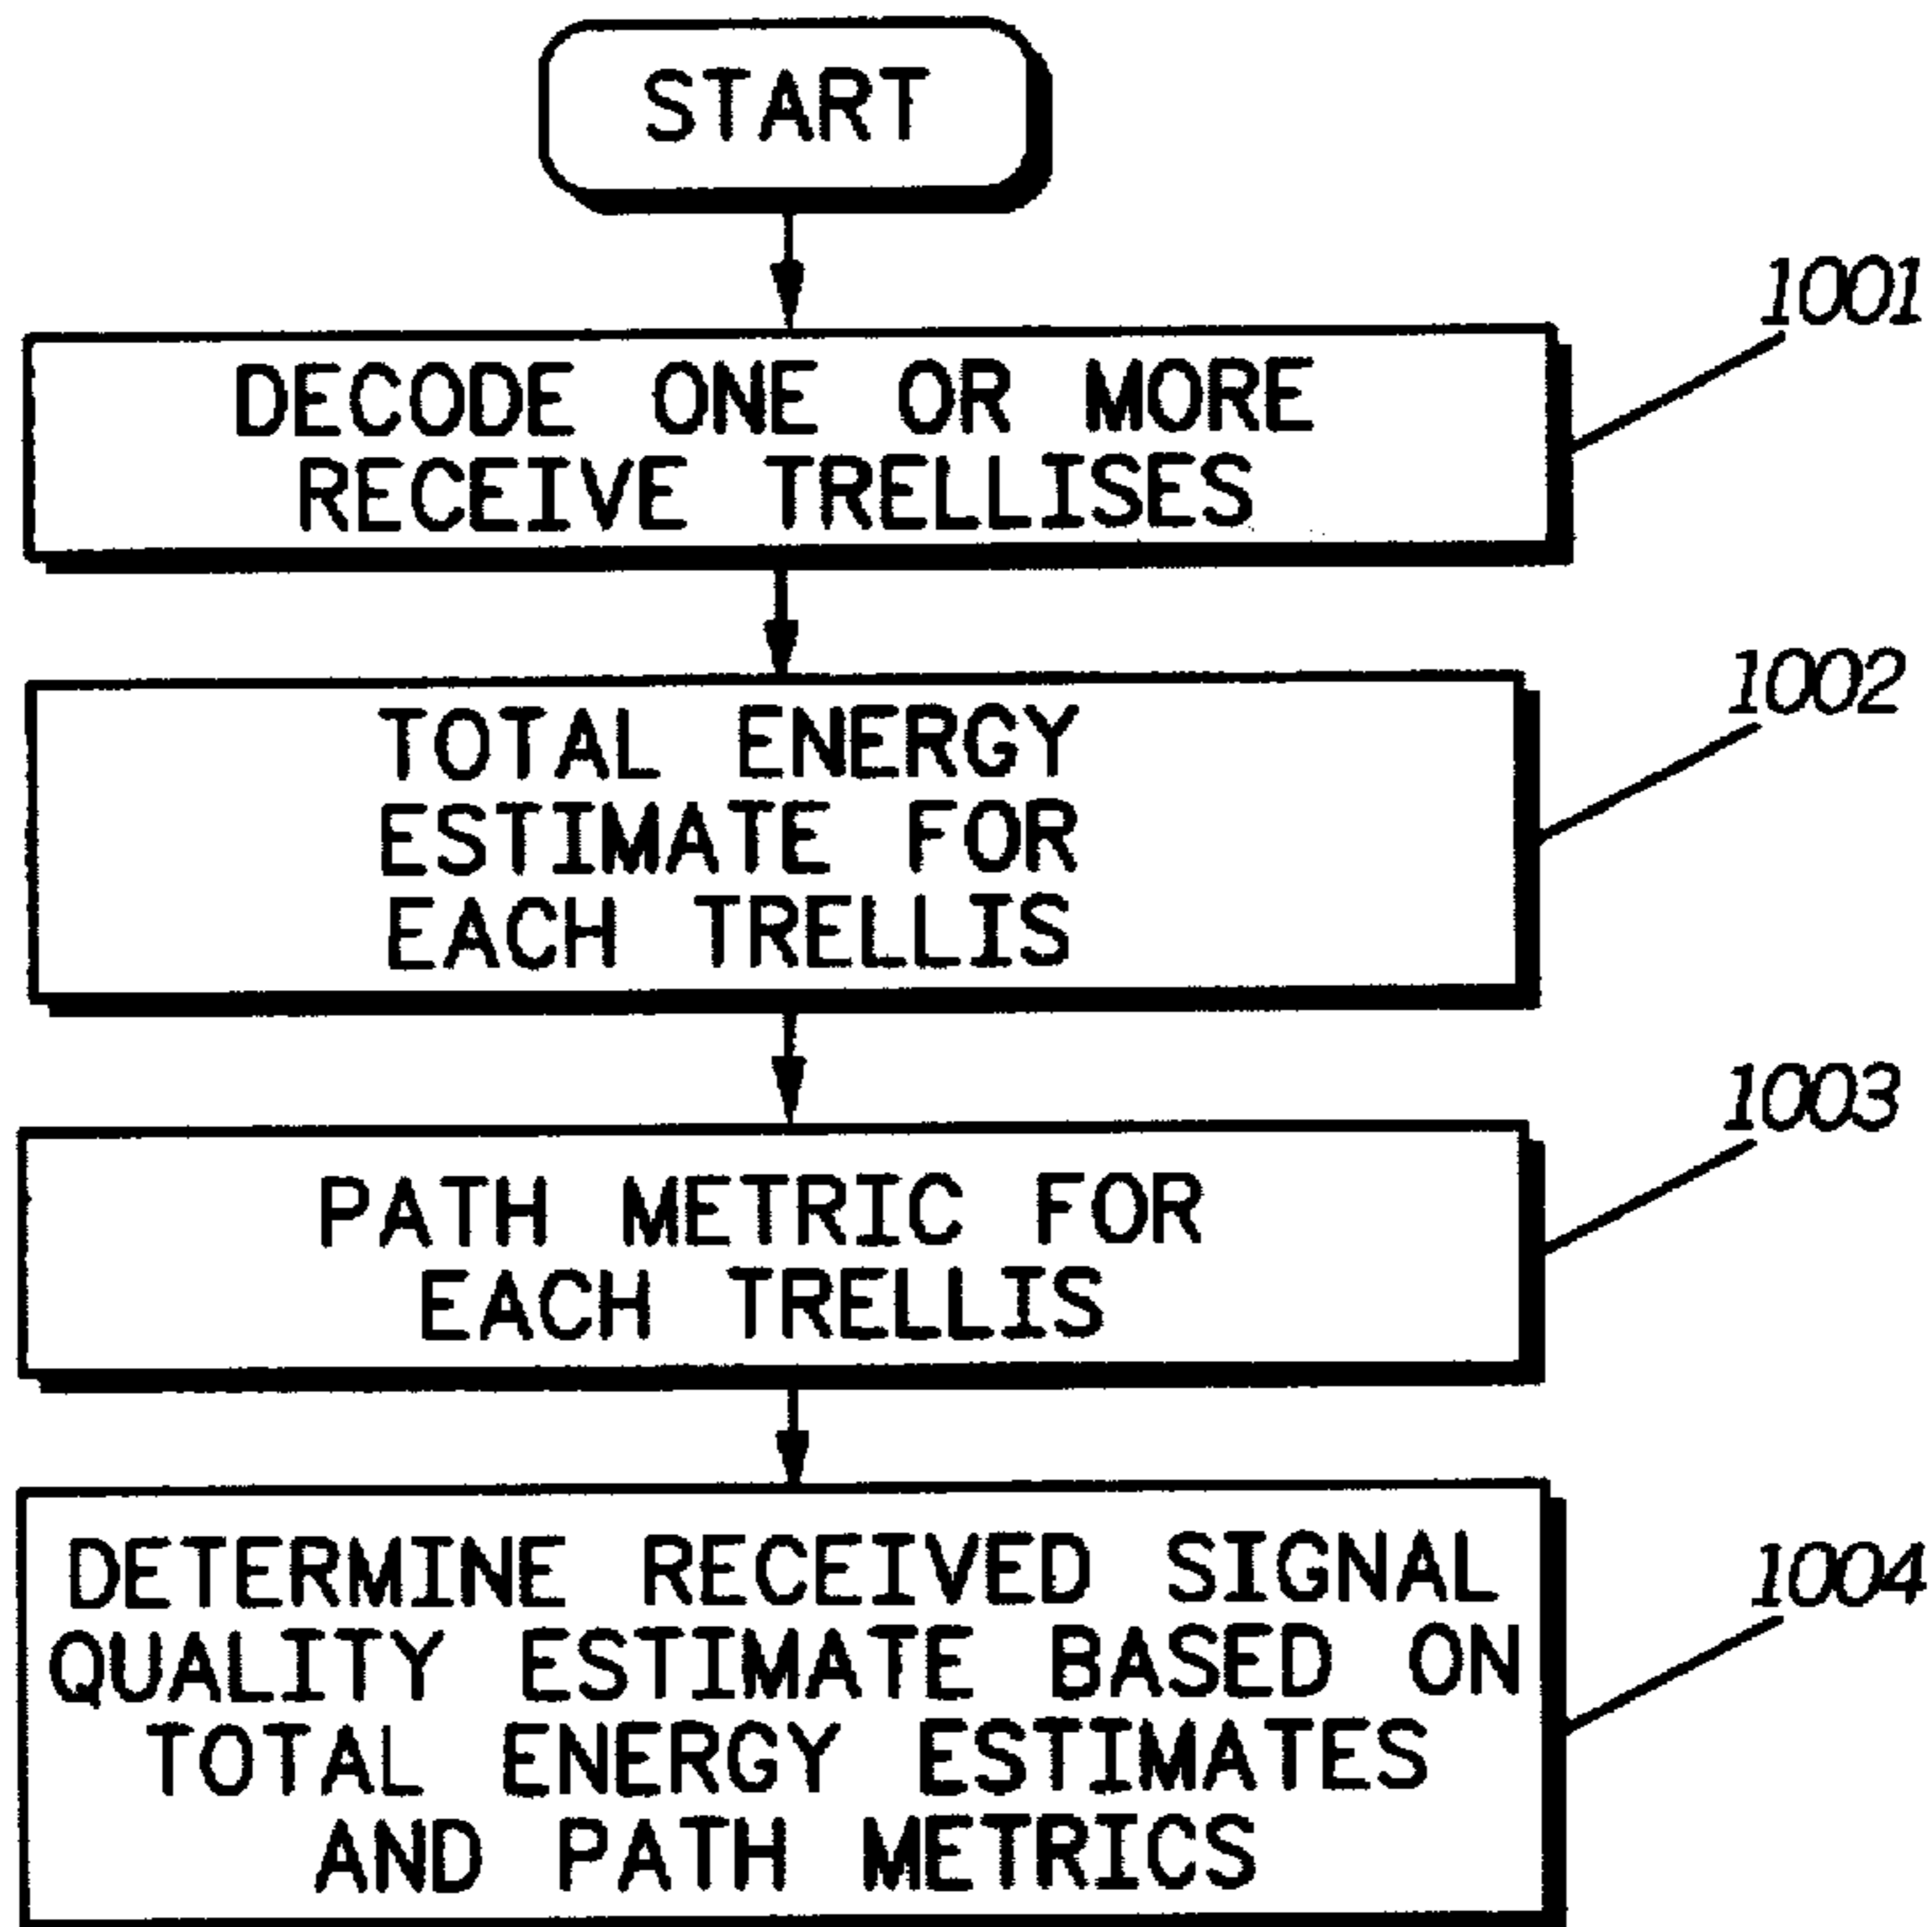 START
1001
DECODE ONE OR MORE
RECEIVE TRELLISES
1002
TOTAL ENERGY
ESTIMATE FOR
EACH TRELLIS
1003
PATH METRIC FOR
EACH TRELLIS
1004
DETERMINE RECEIVED SIGNAL
QUALITY ESTIMATE BASED ON
TOTAL ENERGY ESTIMATES
AND PATH METRICS